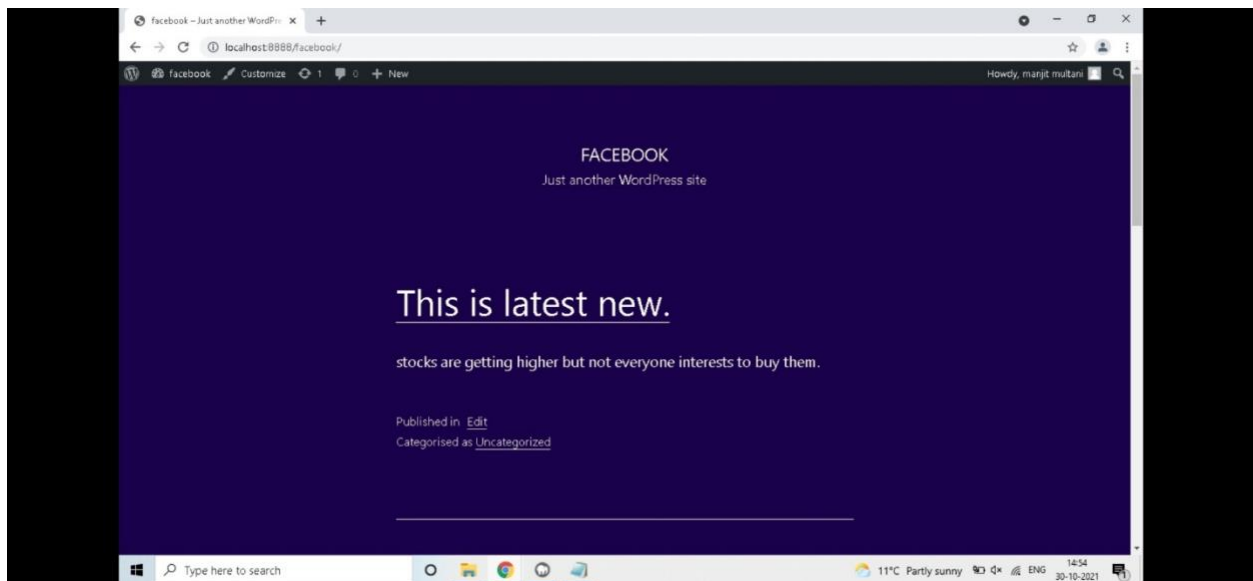 facebook – Just another WordPre
localhost:8888/facebook/
facebook Customize 1 0 New Howdy, manjit multani
FACEBOOK
Just another WordPress site
This is latest new.
stocks are getting higher but not everyone interests to buy them.
Published in Edit
Categorised as Uncategorized
Type here to search 11°C Partly sunny ENG 14:54
30-10-2021